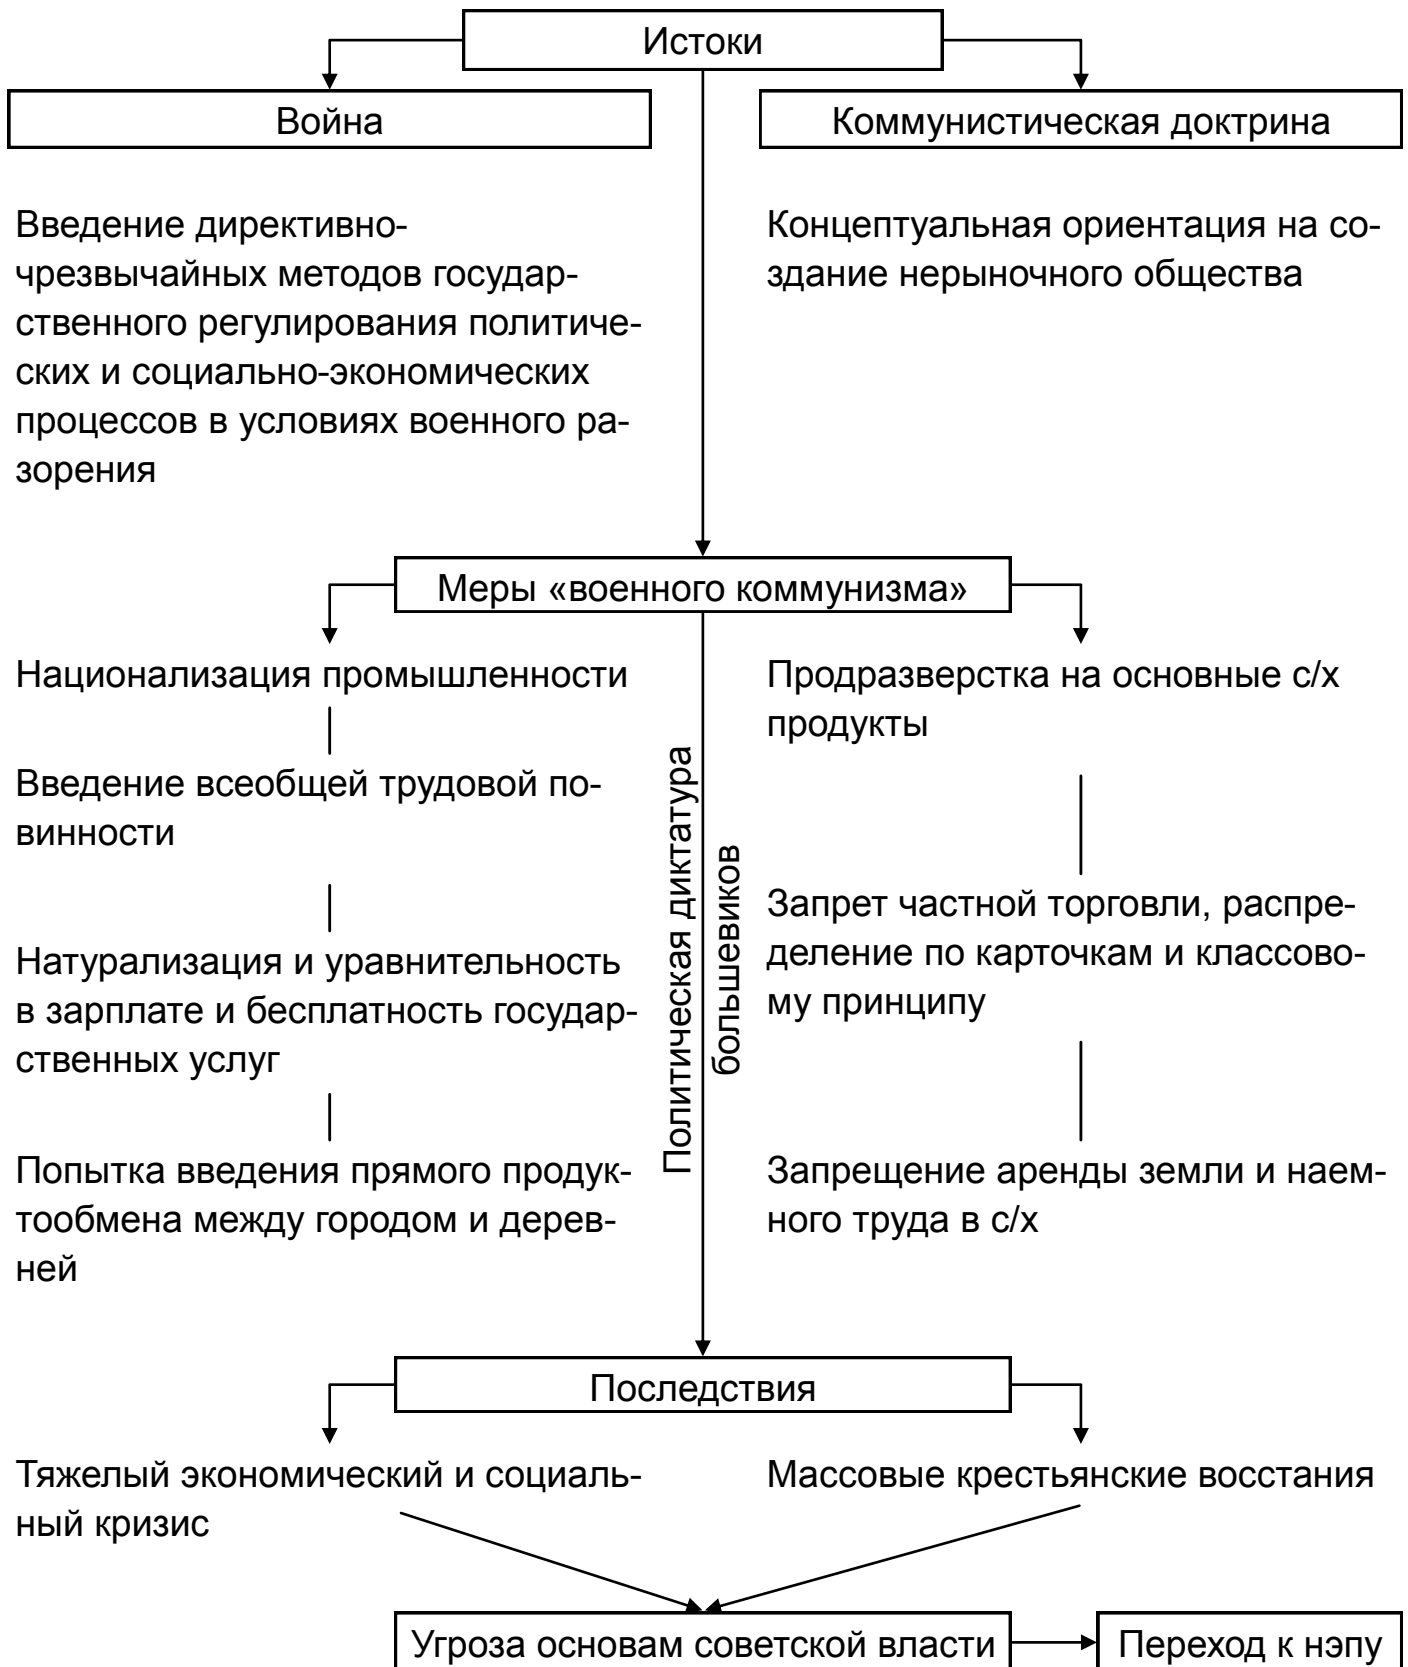 Истоки
Война
Коммунистическая доктрина
Введение директивно-
чрезвычайных методов государ-
ственного регулирования политиче-
ских и социально-экономических
процессов в условиях военного ра-
зорения
Концептуальная ориентация на со-
здание нерыночного общества
Меры «военного коммунизма»
Национализация промышленности
Введение всеобщей трудовой по-
винности
Натурализация и уравнительность
в зарплате и бесплатность государ-
ственных услуг
Попытка введения прямого продук-
тообмена между городом и дерев-
ней
Политическая диктатура
большевиков
Продразверстка на основные с/х
продукты
Запрет частной торговли, распре-
деление по карточкам и классово-
му принципу
Запрещение аренды земли и наем-
ного труда в с/х
Последствия
Тяжелый экономический и социаль-
ный кризис
Массовые крестьянские восстания
Угроза основам советской власти
Переход к нэпу